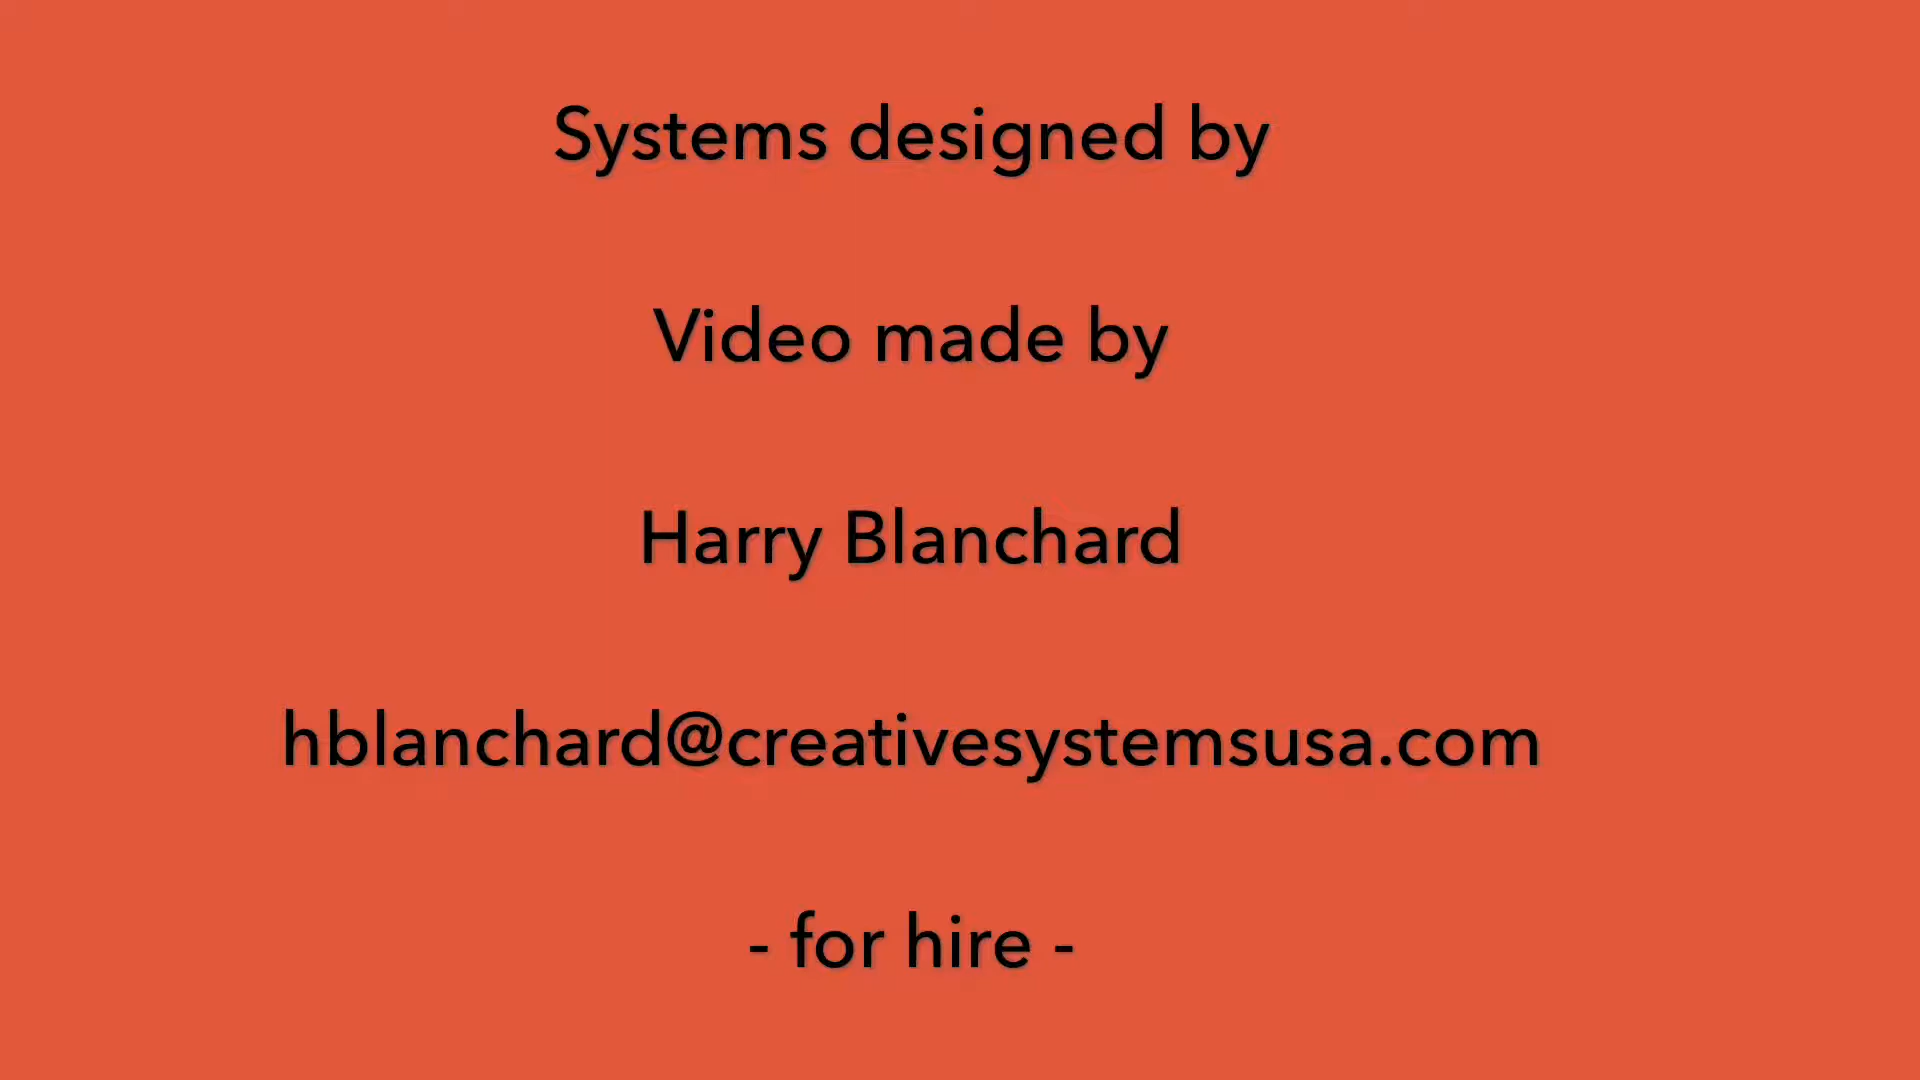 Systems designed by
Video made by
Harry Blanchard
hblanchard@creativesystemsusa.com
- for hire -